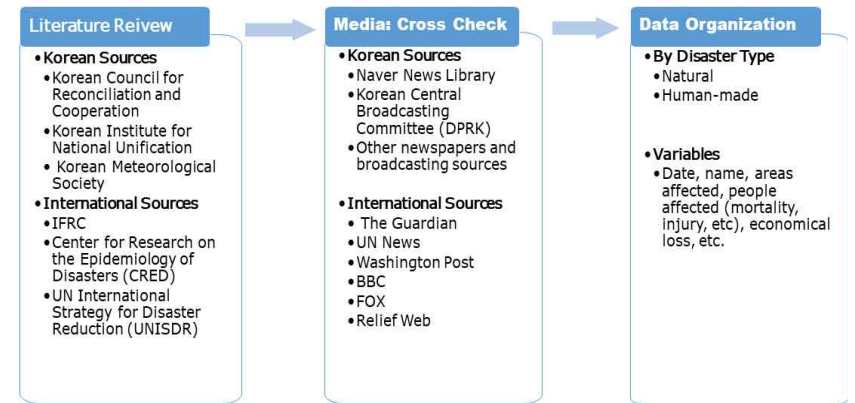 Literature Reivew
• Korean Sources
• Korean Council for
Reconciliation and
Cooperation
• Korean Institute for
National Unification
• Korean Meteorological
Society
• International Sources
• IFRC
• Center for Research on
the Epidemiology of
Disasters (CRED)
• UN International
Strategy for Disaster
Reduction (UNISDR)
Media: Cross Check
• Korean Sources
• Naver News Library
• Korean Central
Broadcasting
Committee (DPRK)
• Other newspapers and
broadcasting sources
• International Sources
• The Guardian
• UN News
• Washington Post
• BBC
• FOX
• Relief Web
Data Organization
• By Disaster Type
• Natural
• Human-made
• Variables
• Date, name, areas
affected, people
affected (mortality,
injury, etc), economical
loss, etc.